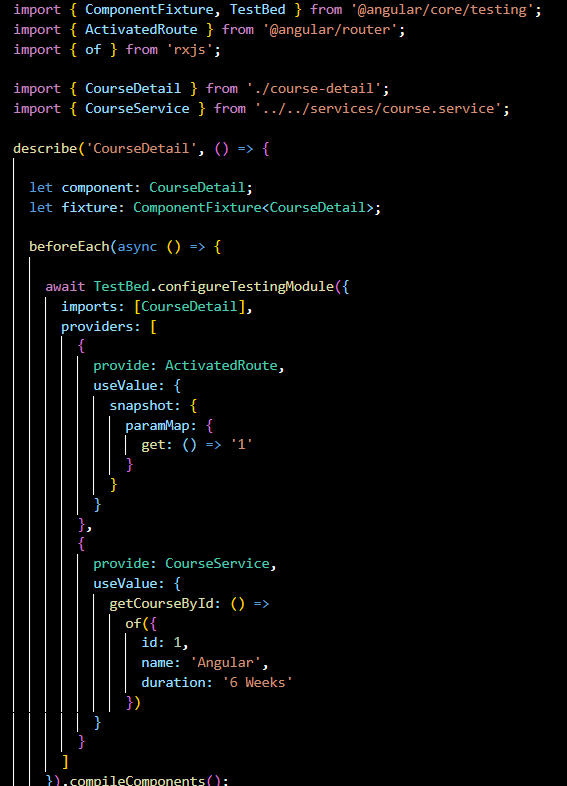 import { ComponentFixture, TestBed } from '@angular/core/testing';
import { ActivatedRoute } from '@angular/router';
import { of } from 'rxjs';
import { CourseDetail } from './course-detail';
import { CourseService } from '../../services/course.service';
describe('CourseDetail', () => {
let component: CourseDetail;
let fixture: ComponentFixture<CourseDetail>;
beforeEach(async () => {
await TestBed.configureTestingModule({
imports: [CourseDetail],
providers: [
{
provide: ActivatedRoute,
useValue: {
snapshot: {
paramMap: {
get: () => '1'
}
}
}
},
{
provide: CourseService,
useValue: {
getCourseById: () =>
of({
id: 1,
name: 'Angular',
duration: '6 Weeks'
})
}
}
]
}).compileComponents();